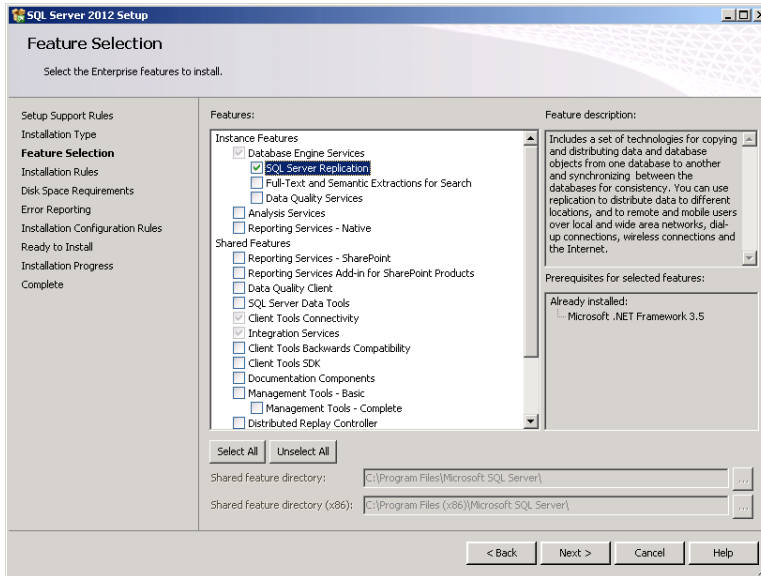 SQL Server 2012 Setup
Feature Selection
Select the Enterprise features to install.
Setup Support Rules
Installation Type
Feature Selection
Installation Rules
Disk Space Requirements
Error Reporting
Installation Configuration Rules
Ready to Install
Installation Progress
Complete
Features:
Instance Features
Database Engine Services
SQL Server Replication
Full-Text and Semantic Extractions for Search
Data Quality Services
Analysis Services
Reporting Services - Native
Shared Features
Reporting Services - SharePoint
Reporting Services Add-in for SharePoint Products
Data Quality Client
SQL Server Data Tools
Client Tools Connectivity
Integration Services
Client Tools Backwards Compatibility
Client Tools SDK
Documentation Components
Management Tools - Basic
Management Tools - Complete
Distributed Replay Controller
Feature description:
Includes a set of technologies for copying
and distributing data and database
objects from one database to another
and synchronizing between the
databases for consistency. You can use
replication to distribute data to different
locations, and to remote and mobile users
over local and wide area networks, dial-
up connections, wireless connections and
the Internet.
Prerequisites for selected features:
Already installed:
Microsoft .NET Framework 3.5
Select All
Unselect All
Shared feature directory:
C:\Program Files\Microsoft SQL Server\
...
Shared feature directory (x86):
C:\Program Files (x86)\Microsoft SQL Server\
...
< Back
Next >
Cancel
Help